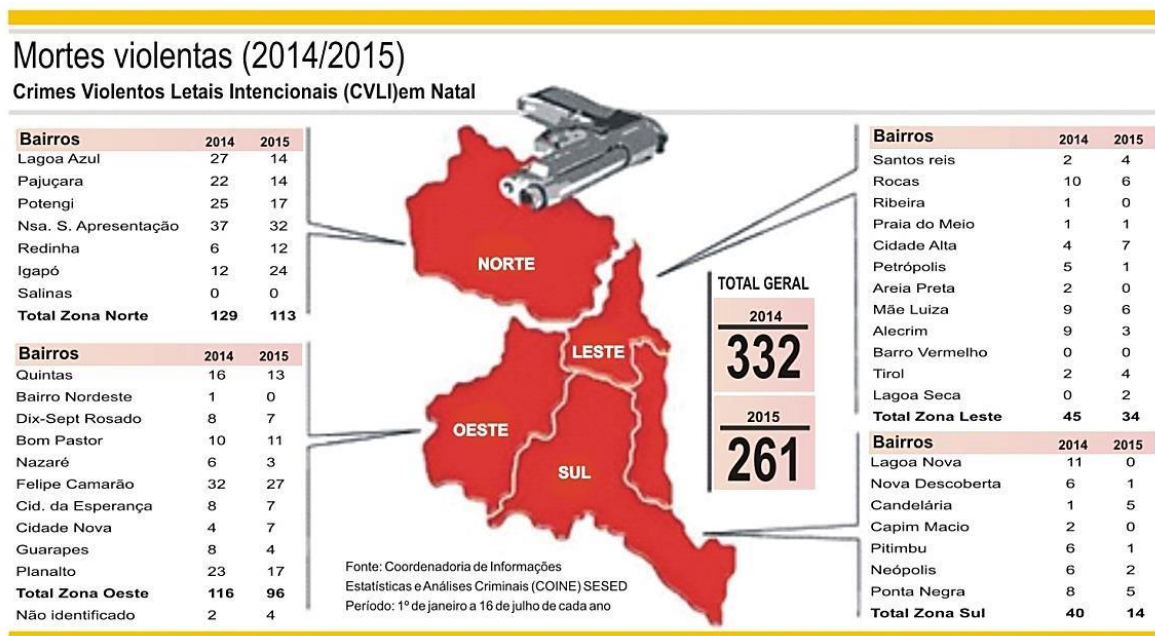 Mortes violentas (2014/2015)
Crimes Violentos Letais Intencionais (CVLI)em Natal
Bairros 2014 2015
Lagoa Azul 27 14
Pajuçara 22 14
Potengi 25 17
Nsa. S. Apresentação 37 32
Redinha 6 12
Igapó 12 24
Salinas 0 0
Total Zona Norte 129 113
Bairros 2014 2015
Quintas 16 13
Bairro Nordeste 1 0
Dix-Sept Rosado 8 7
Bom Pastor 10 11
Nazaré 6 3
Felipe Camarão 32 27
Cid. da Esperança 8 7
Cidade Nova 4 7
Guarapes 8 4
Planalto 23 17
Total Zona Oeste 116 96
Não identificado 2 4
NORTE
LESTE
OESTE
SUL
TOTAL GERAL
2014
332
2015
261
Fonte: Coordenadoria de Informações
Estatísticas e Análises Criminais (COINE) SESED
Período: 1º de janeiro a 16 de julho de cada ano
Bairros 2014 2015
Santos reis 2 4
Rocas 10 6
Ribeira 1 0
Praia do Meio 1 1
Cidade Alta 4 7
Petrópolis 5 1
Areia Preta 2 0
Mãe Luiza 9 6
Alecrim 9 3
Barro Vermelho 0 0
Tirol 2 4
Lagoa Seca 0 2
Total Zona Leste 45 34
Bairros 2014 2015
Lagoa Nova 11 0
Nova Descoberta 6 1
Candelária 1 5
Capim Macio 2 0
Pitimbu 6 1
Neópolis 6 2
Ponta Negra 8 5
Total Zona Sul 40 14